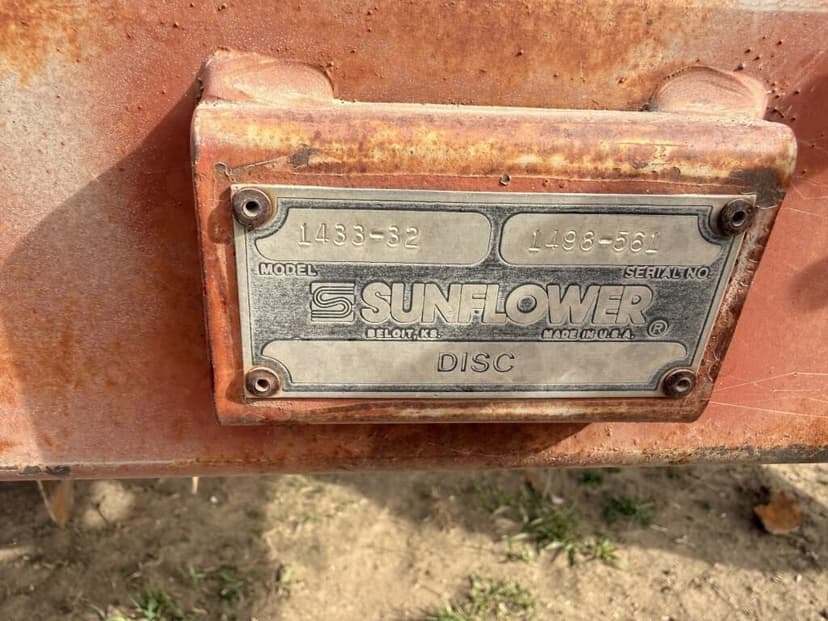 1433-32 1498-561
MODEL SERIAL NO.
SUNFLOWER ®
BELOIT, KS. MADE IN U.S.A.
DISC